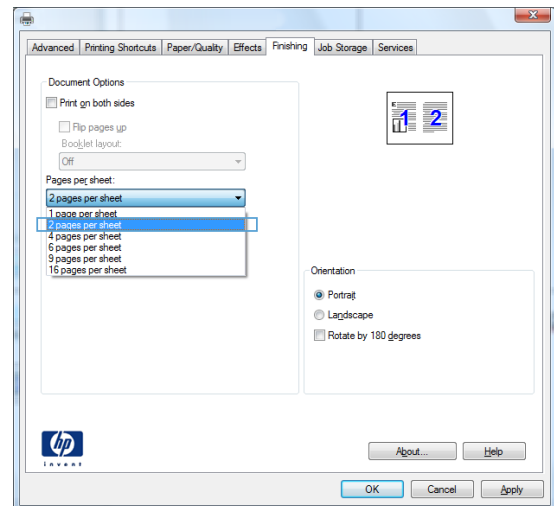 Advanced Printing Shortcuts Paper/Quality Effects Finishing Job Storage Services
Document Options
Print on both sides
Flip pages up
Booklet layout:
Off
Pages per sheet:
2 pages per sheet
1 page per sheet
2 pages per sheet
4 pages per sheet
6 pages per sheet
9 pages per sheet
16 pages per sheet
1 2
Orientation
Portrait
Landscape
Rotate by 180 degrees
hp
invent
About... Help
OK Cancel Apply